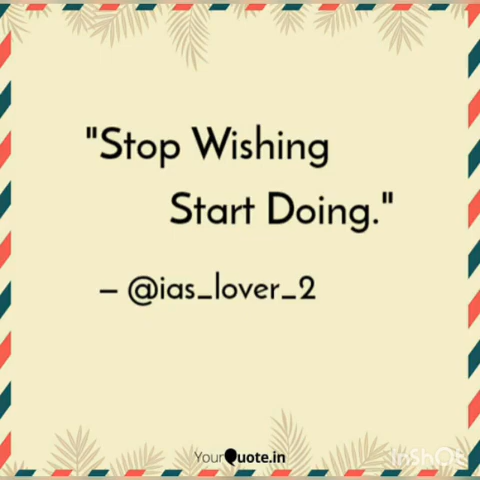 "Stop Wishing
Start Doing."
– @ias_lover_2
YourQuote.in
InShOt